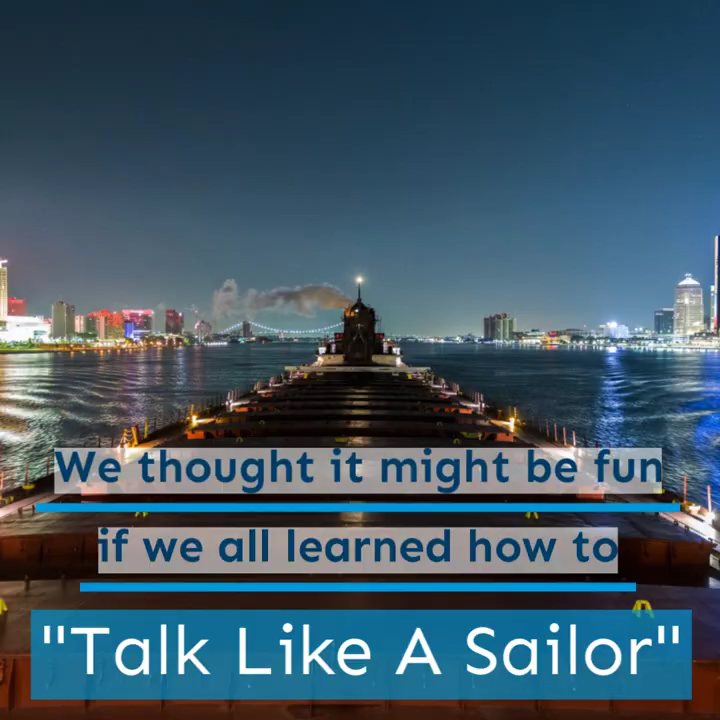 We thought it might be fun
if we all learned how to
"Talk Like A Sailor"